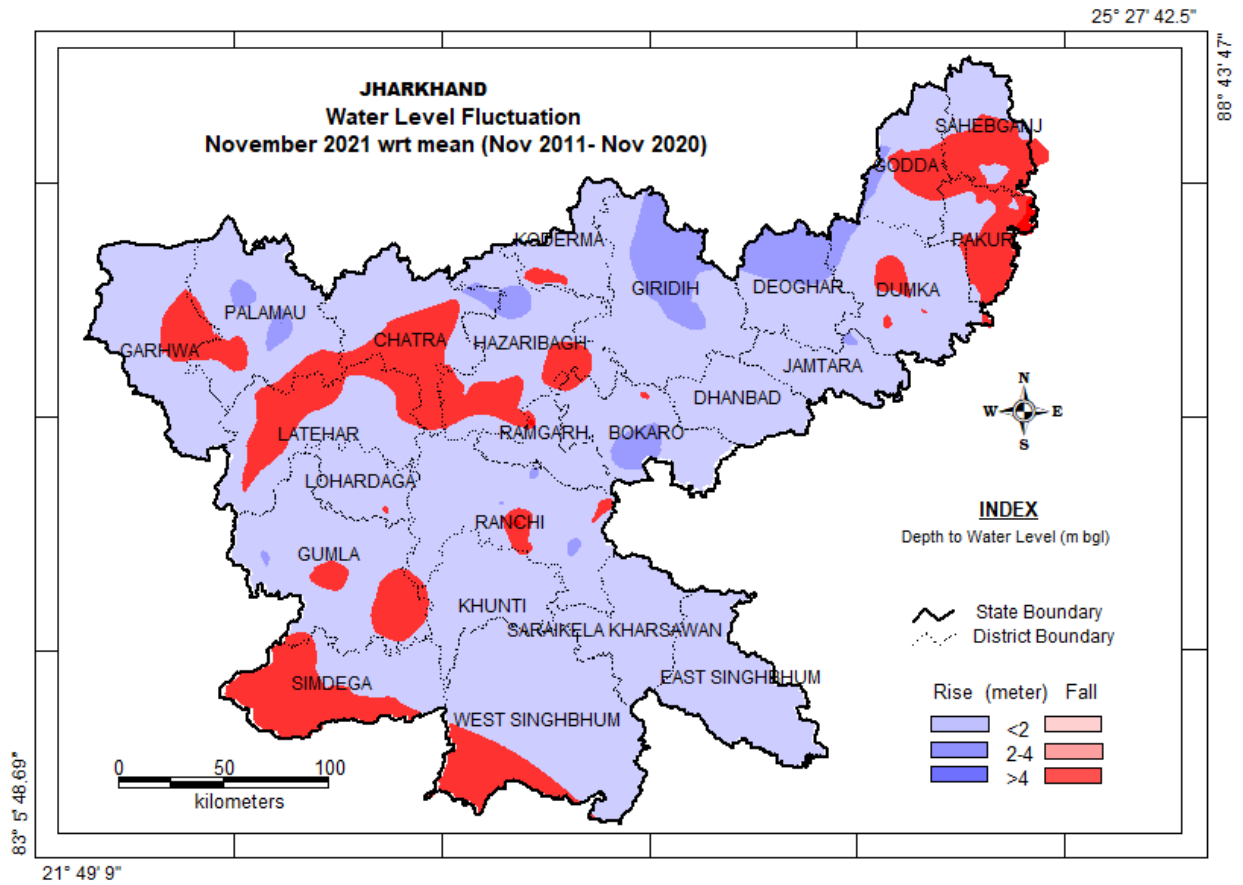 25° 27' 42.5"
88° 43' 47"
JHARKHAND
Water Level Fluctuation
November 2021 wrt mean (Nov 2011- Nov 2020)
SAHEBGANJ
GODDA
PAKUR
KODERMA
GIRIDIH
DEOGHAR
DUMKA
PALAMAU
GARHWA
CHATRA
HAZARIBAGH
JAMTARA
DHANBAD
LATEHAR
RAMGARH
BOKARO
LOHARDAGA
RANCHI
GUMLA
KHUNTI
SARAIKELA KHARSAWAN
EAST SINGHBHUM
SIMDEGA
WEST SINGHBHUM
N
W E
S
INDEX
Depth to Water Level (m bgl)
State Boundary
District Boundary
Rise (meter) Fall
<2
2-4
>4
0 50 100
kilometers
83° 5' 48.69"
21° 49' 9"